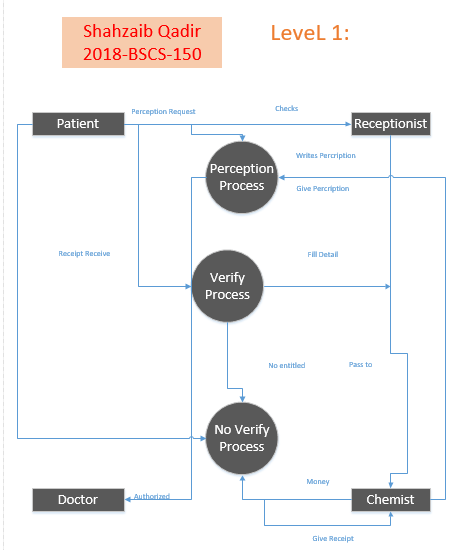 Shahzaib Qadir
2018-BSCS-150
LeveL 1:
Perception Request
Checks
Patient
Receptionist
Writes Percription
Perception
Process
Give Percription
Receipt Receive
Fill Detail
Verify
Process
No entitled
Pass to
No Verify
Process
Money
Doctor
Authorized
Chemist
Give Receipt